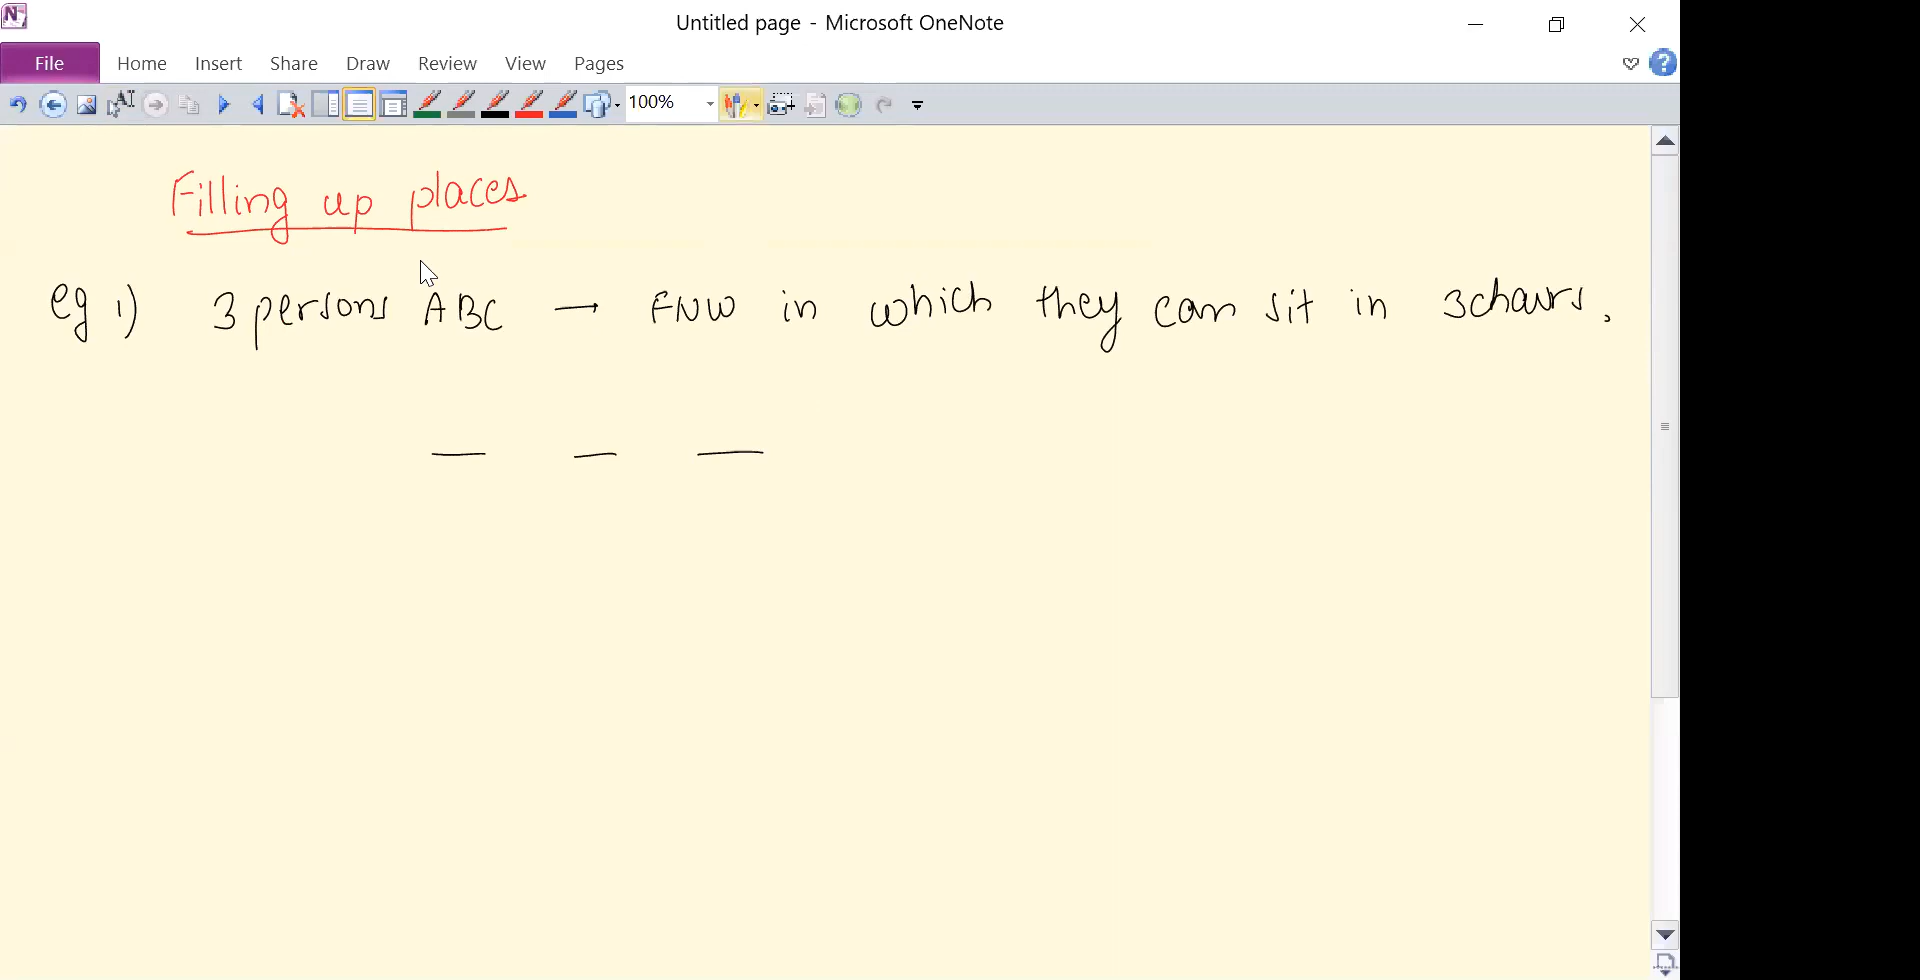 Untitled page - Microsoft OneNote
File Home Insert Share Draw Review View Pages
100%
Filling up places
eg 1) 3 persons ABC → FNW in which they can sit in 3 chairs.